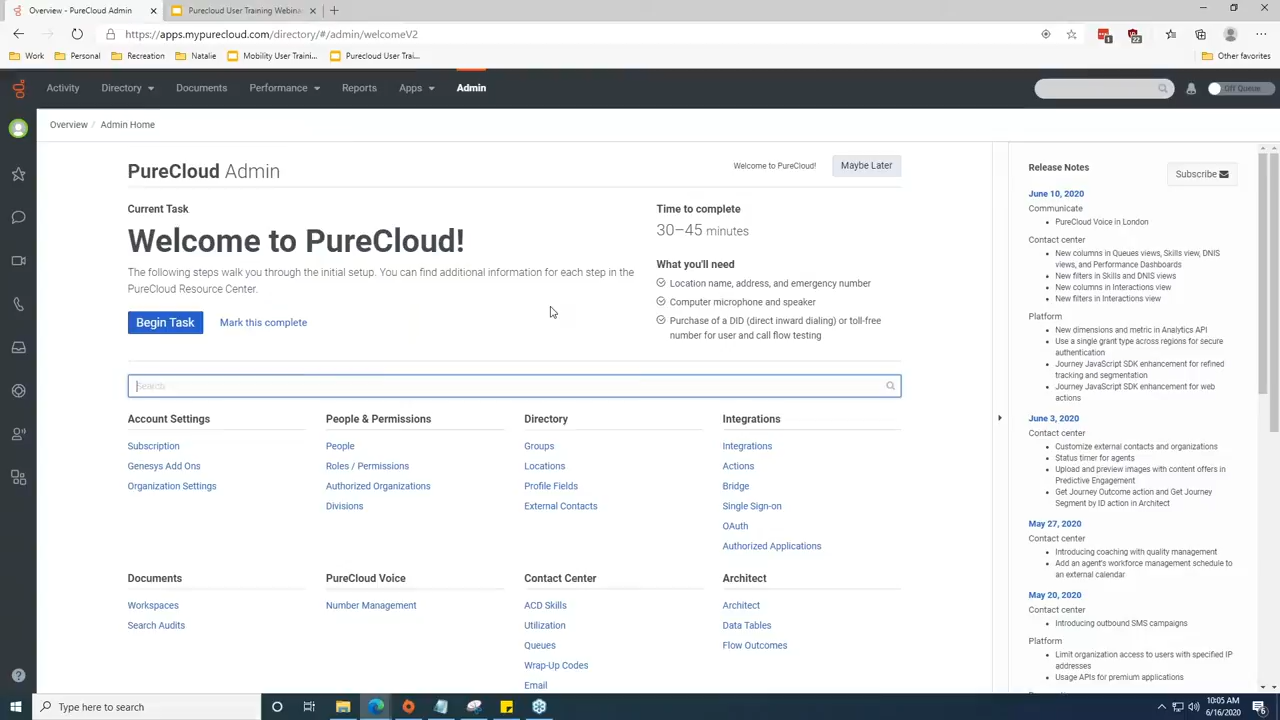 Overview - Admin
PureCloud User Training Webina
https://apps.mypurecloud.com/directory/#/admin/welcomeV2
1
22
Work
Personal
Recreation
Natalie
Mobility User Traini...
Purecloud User Trai...
Other favorites
Activity
Directory
Documents
Performance
Reports
Apps
Admin
Off Queue
Overview / Admin Home
PureCloud Admin
Welcome to PureCloud!
Maybe Later
Current Task
Welcome to PureCloud!
The following steps walk you through the initial setup. You can find additional information for each step in the
PureCloud Resource Center.
Begin Task
Mark this complete
Time to complete
30–45 minutes
What you'll need
Location name, address, and emergency number
Computer microphone and speaker
Purchase of a DID (direct inward dialing) or toll-free
number for user and call flow testing
Search
Account Settings
Subscription
Genesys Add Ons
Organization Settings
People & Permissions
People
Roles / Permissions
Authorized Organizations
Divisions
Directory
Groups
Locations
Profile Fields
External Contacts
Integrations
Integrations
Actions
Bridge
Single Sign-on
OAuth
Authorized Applications
Documents
Workspaces
Search Audits
PureCloud Voice
Number Management
Contact Center
ACD Skills
Utilization
Queues
Wrap-Up Codes
Email
Architect
Architect
Data Tables
Flow Outcomes
Release Notes
Subscribe
June 10, 2020
Communicate
PureCloud Voice in London
Contact center
New columns in Queues views, Skills view, DNIS
views, and Performance Dashboards
New filters in Skills and DNIS views
New columns in Interactions view
New filters in Interactions view
Platform
New dimensions and metric in Analytics API
Use a single grant type across regions for secure
authentication
Journey JavaScript SDK enhancement for refined
tracking and segmentation
Journey JavaScript SDK enhancement for web
actions
June 3, 2020
Contact center
Customize external contacts and organizations
Status timer for agents
Upload and preview images with content offers in
Predictive Engagement
Get Journey Outcome action and Get Journey
Segment by ID action in Architect
May 27, 2020
Contact center
Introducing coaching with quality management
Add an agent's workforce management schedule to
an external calendar
May 20, 2020
Contact center
Introducing outbound SMS campaigns
Platform
Limit organization access to users with specified IP
addresses
Usage APIs for premium applications
Type here to search
10:05 AM
6/16/2020
6